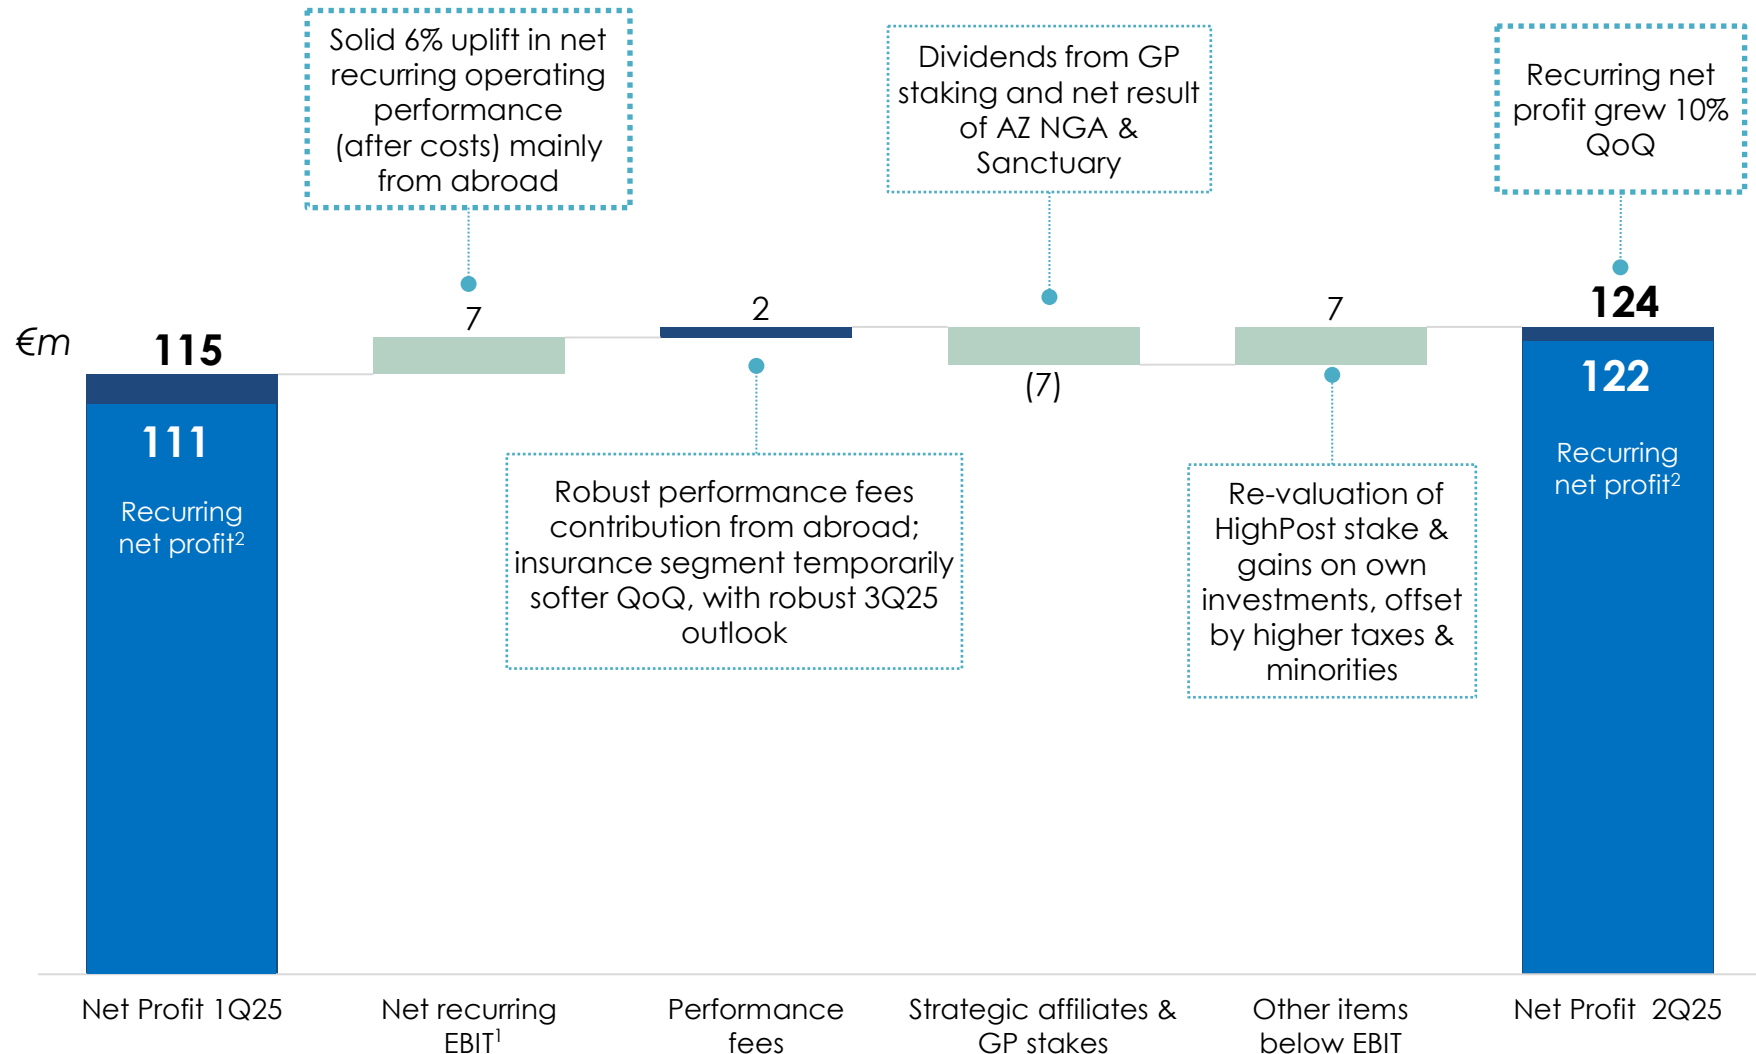 Solid 6% uplift in net
recurring operating
performance
(after costs) mainly
from abroad
Dividends from GP
staking and net result
of AZ NGA &
Sanctuary
Recurring net
profit grew 10%
QoQ
€m
115
7
2
(7)
7
124
111
Recurring
net profit²
122
Recurring
net profit²
Robust performance fees
contribution from abroad;
insurance segment temporarily
softer QoQ, with robust 3Q25
outlook
Re-valuation of
HighPost stake &
gains on own
investments, offset
by higher taxes &
minorities
Net Profit 1Q25
Net recurring
EBIT¹
Performance
fees
Strategic affiliates &
GP stakes
Other items
below EBIT
Net Profit 2Q25